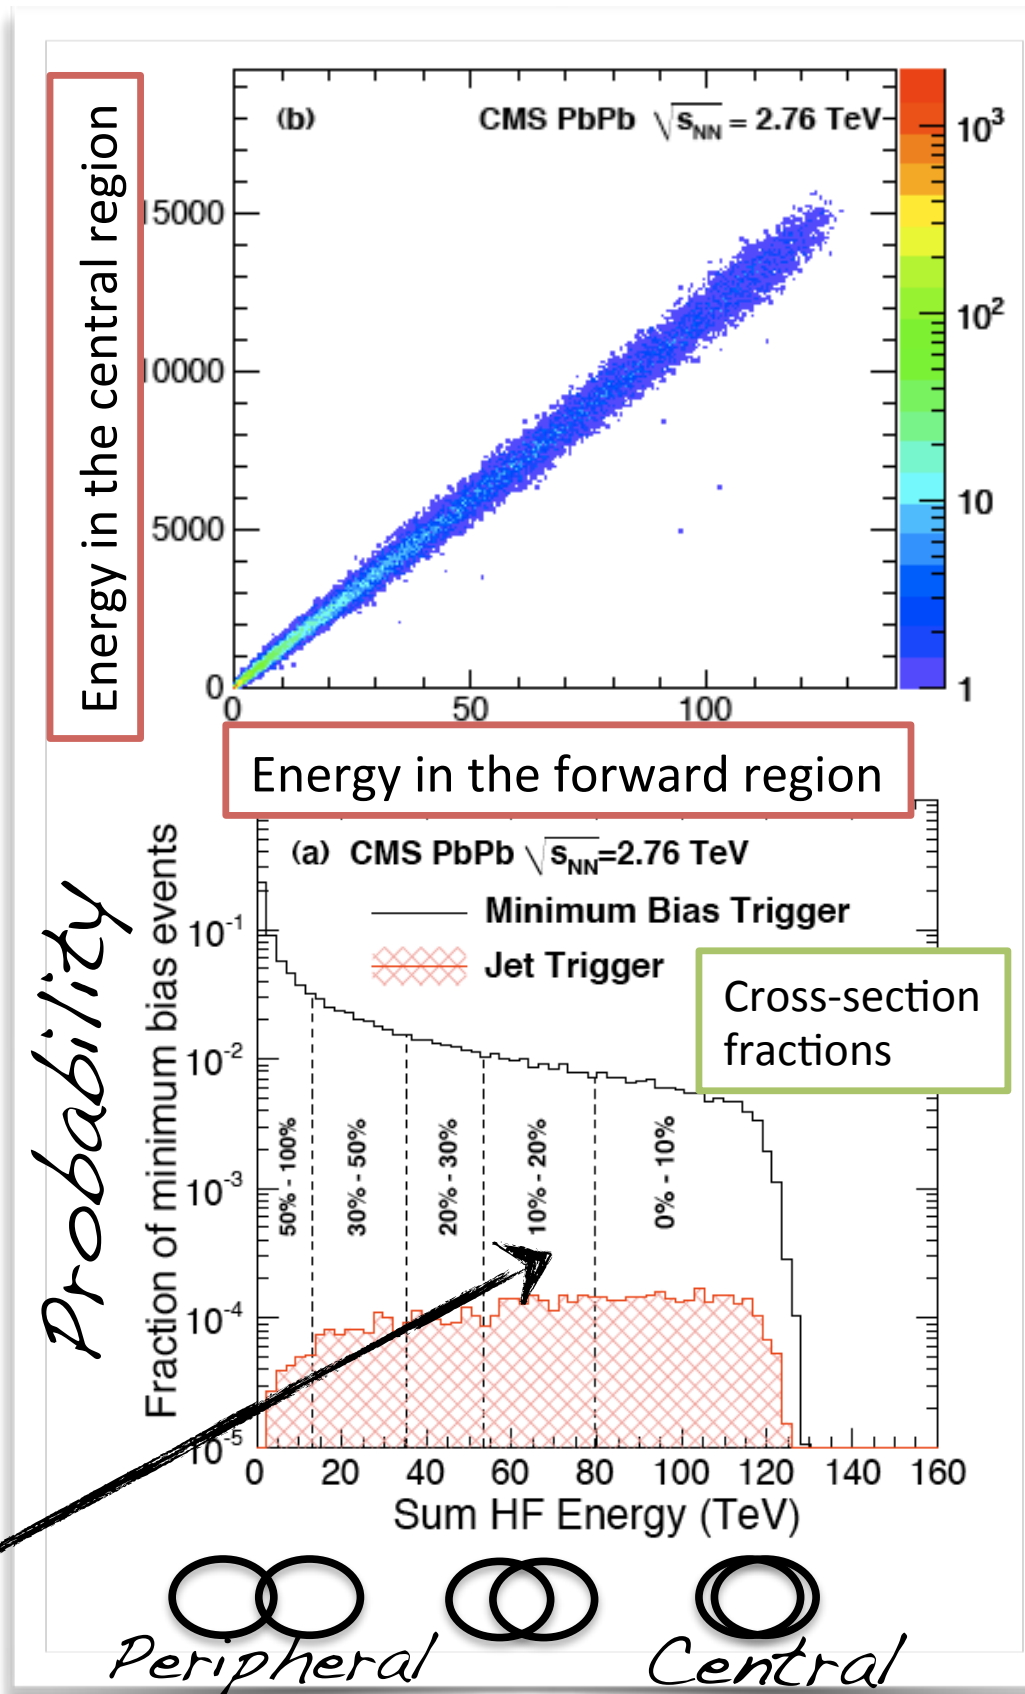 Energy in the central region
(b) CMS PbPb √sNN = 2.76 TeV
15000
10000
5000
0
0 50 100
10³
10²
10
1
Energy in the forward region
Probability
Fraction of minimum bias events
(a) CMS PbPb √sNN=2.76 TeV
Minimum Bias Trigger
Jet Trigger
Cross-section
fractions
10⁻¹
10⁻²
10⁻³
10⁻⁴
10⁻⁵
50% - 100%
30% - 50%
20% - 30%
10% - 20%
0% - 10%
0 20 40 60 80 100 120 140 160
Sum HF Energy (TeV)
Peripheral Central